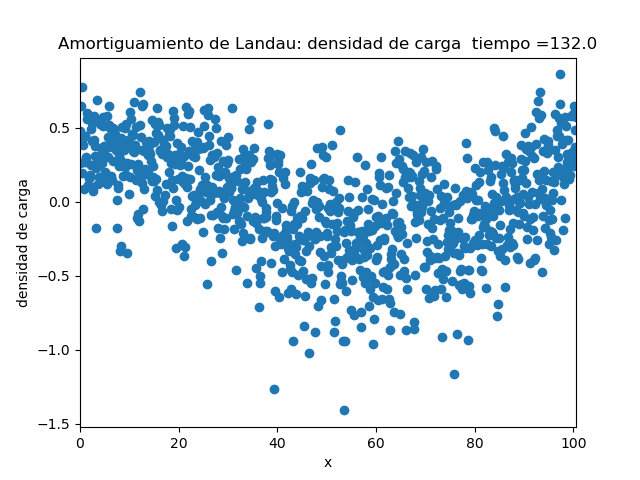 Amortiguamiento de Landau: densidad de carga  tiempo =132.0
densidad de carga
0.5
0.0
−0.5
−1.0
−1.5
0 20 40 60 80 100
x